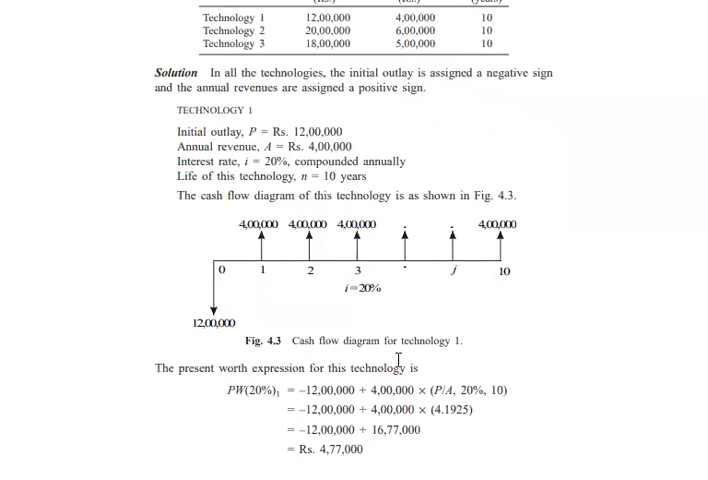 (Rs.) (Rs.) (years)
Technology 1 12,00,000 4,00,000 10
Technology 2 20,00,000 6,00,000 10
Technology 3 18,00,000 5,00,000 10
Solution In all the technologies, the initial outlay is assigned a negative sign
and the annual revenues are assigned a positive sign.
TECHNOLOGY 1
Initial outlay, P = Rs. 12,00,000
Annual revenue, A = Rs. 4,00,000
Interest rate, i = 20%, compounded annually
Life of this technology, n = 10 years
The cash flow diagram of this technology is as shown in Fig. 4.3.
4,00,000 4,00,000 4,00,000 . . 4,00,000
0 1 2 3 . j 10
i=20%
12,00,000
Fig. 4.3 Cash flow diagram for technology 1.
The present worth expression for this technology is
PW(20%)₁ = –12,00,000 + 4,00,000 × (P/A, 20%, 10)
= –12,00,000 + 4,00,000 × (4.1925)
= –12,00,000 + 16,77,000
= Rs. 4,77,000